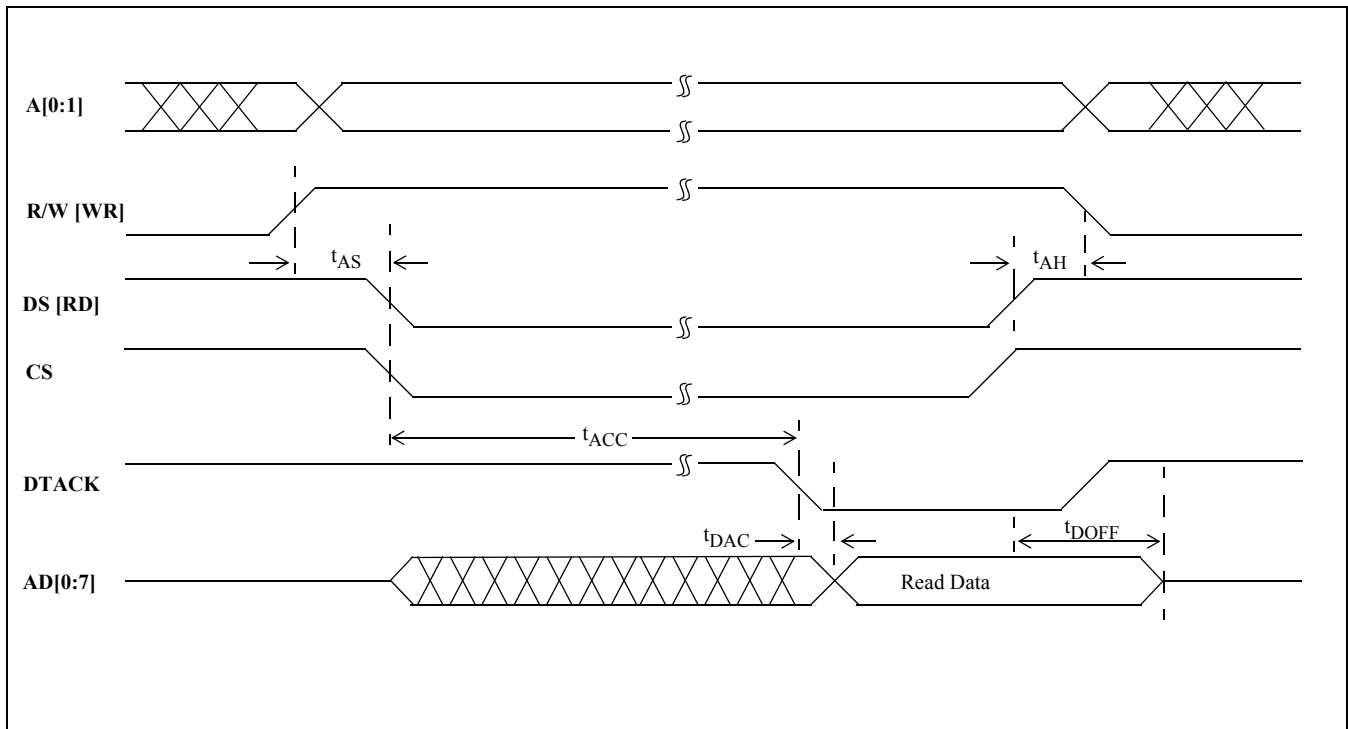 A[0:1]
R/W [WR]
tAS
tAH
DS [RD]
CS
tACC
DTACK
tDAC
tDOFF
AD[0:7]
Read Data